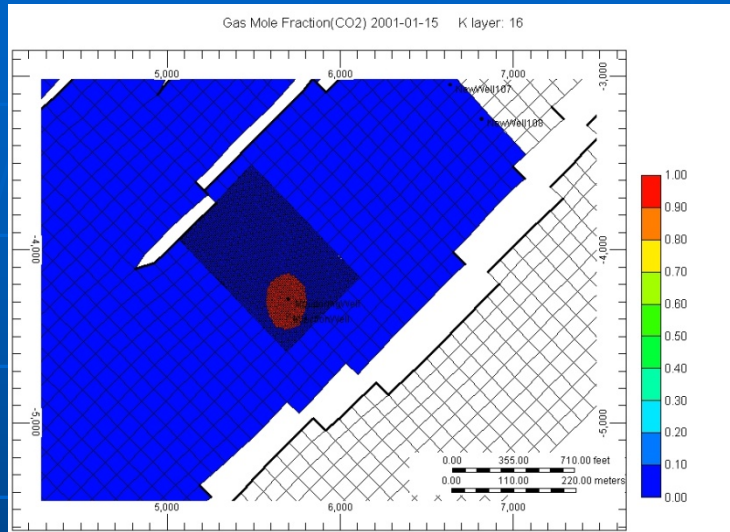 Gas Mole Fraction(CO2) 2001-01-15 K layer: 16
5,000 6,000 7,000
-3,000
NewWell107
NewWell108
1.00
0.90
0.80
0.70
0.60
0.50
0.40
0.30
0.20
0.10
0.00
-4,000 -4,000
-5,000 -5,000
0.00 355.00 710.00 feet
0.00 110.00 220.00 meters
5,000 6,000 7,000